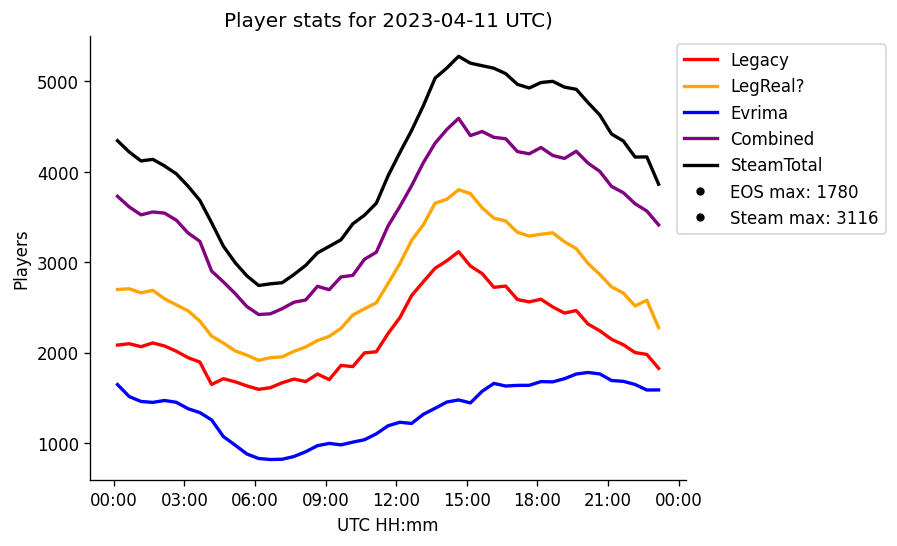 Player stats for 2023-04-11 UTC)
Players
5000
4000
3000
2000
1000
00:00 03:00 06:00 09:00 12:00 15:00 18:00 21:00 00:00
UTC HH:mm
Legacy
LegReal?
Evrima
Combined
SteamTotal
EOS max: 1780
Steam max: 3116